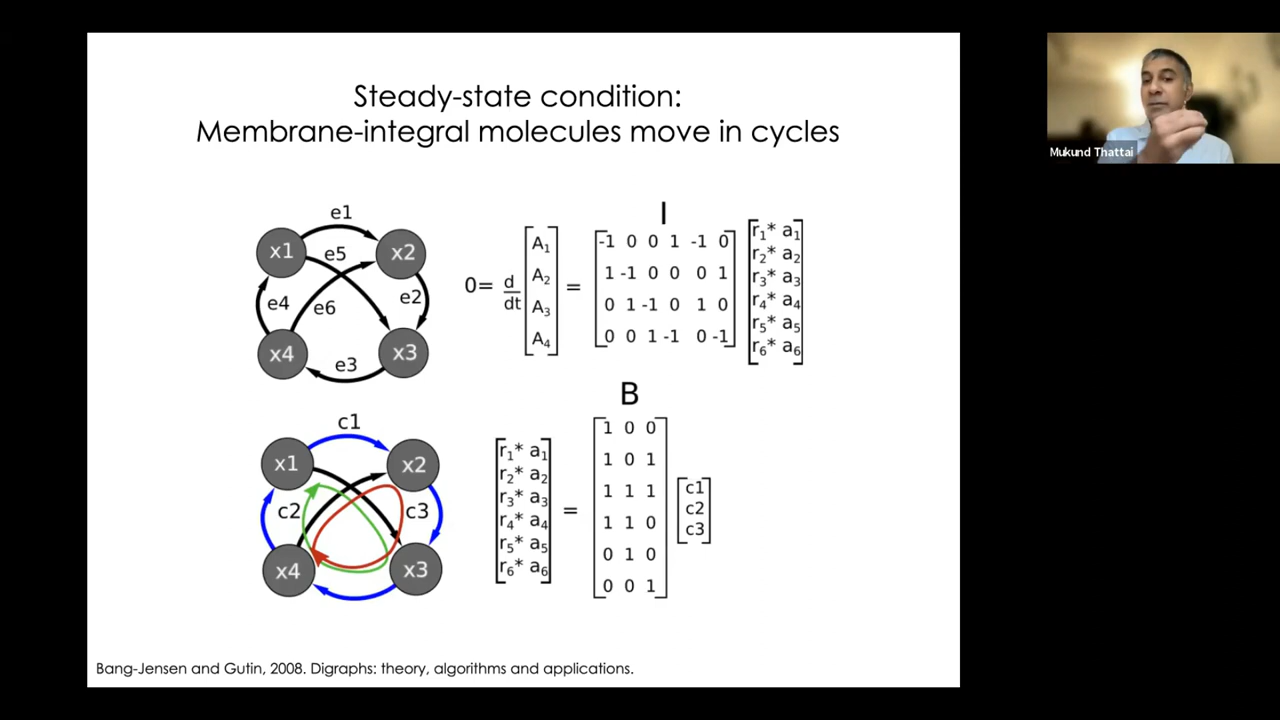 Steady-state condition:
Membrane-integral molecules move in cycles
Mukund Thattai
e1
x1 e5 x2
e4 e6 e2
x4 x3
e3
I
0= d/dt [A1 A2 A3 A4] =
-1 0 0 1 -1 0
1 -1 0 0 0 1
0 1 -1 0 1 0
0 0 1 -1 0 -1
r1* a1
r2* a2
r3* a3
r4* a4
r5* a5
r6* a6
c1
x1 x2
c2 c3
x4 x3
r1* a1
r2* a2
r3* a3
r4* a4
r5* a5
r6* a6
=
B
1 0 0
1 0 1
1 1 1
1 1 0
0 1 0
0 0 1
c1
c2
c3
Bang-Jensen and Gutin, 2008. Digraphs: theory, algorithms and applications.